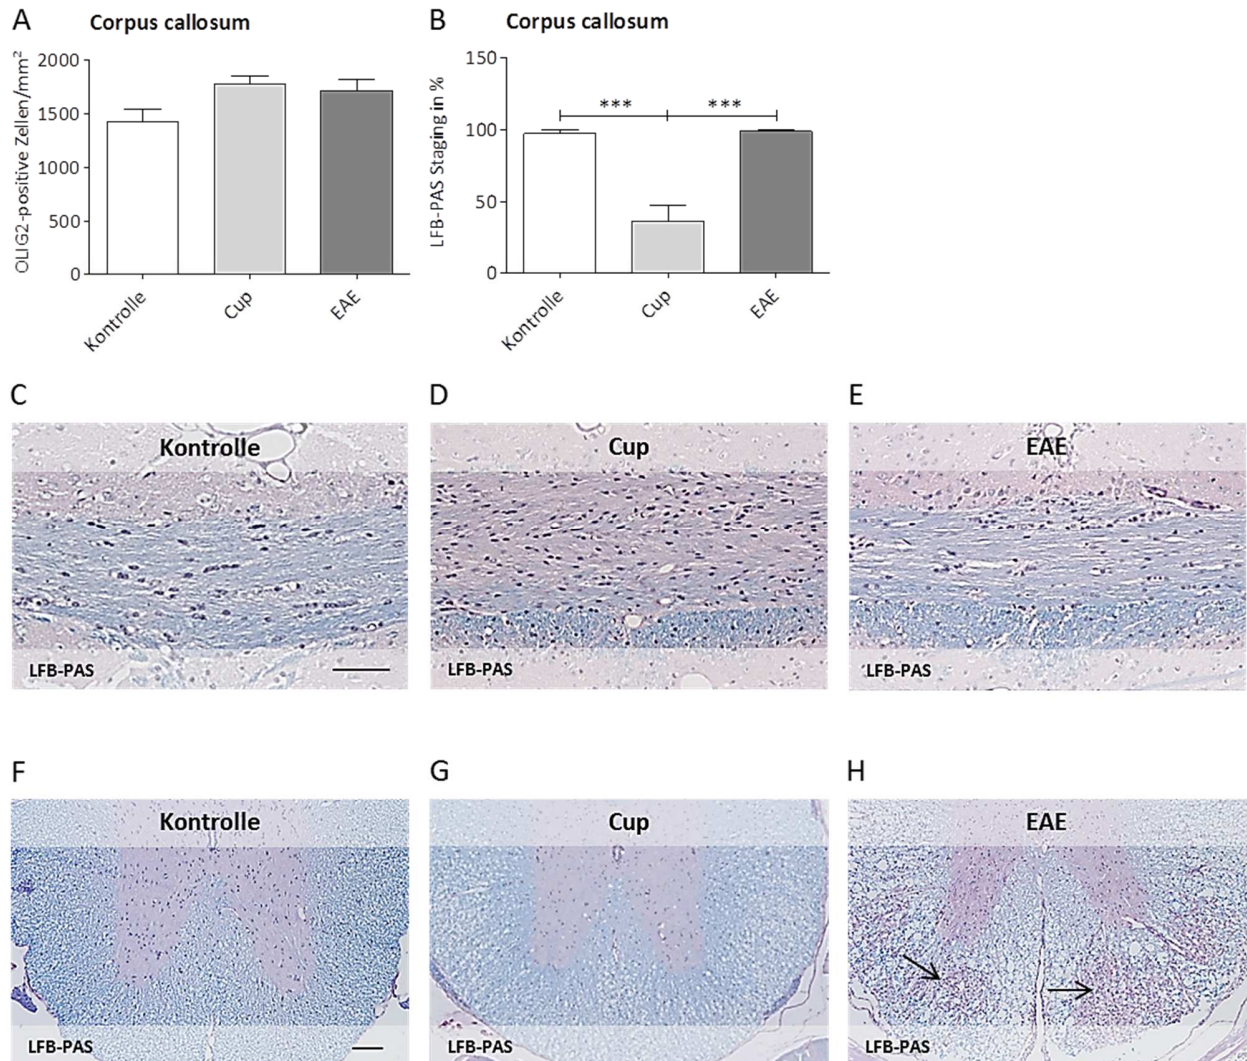 A
Corpus callosum
OLIG2-positive Zellen/mm²
2000
1500
1000
500
0
Kontrolle
Cup
EAE
B
Corpus callosum
LFB-PAS Staging in %
150
100
50
0
***
***
Kontrolle
Cup
EAE
C
Kontrolle
LFB-PAS
D
Cup
LFB-PAS
E
EAE
LFB-PAS
F
Kontrolle
LFB-PAS
G
Cup
LFB-PAS
H
EAE
LFB-PAS